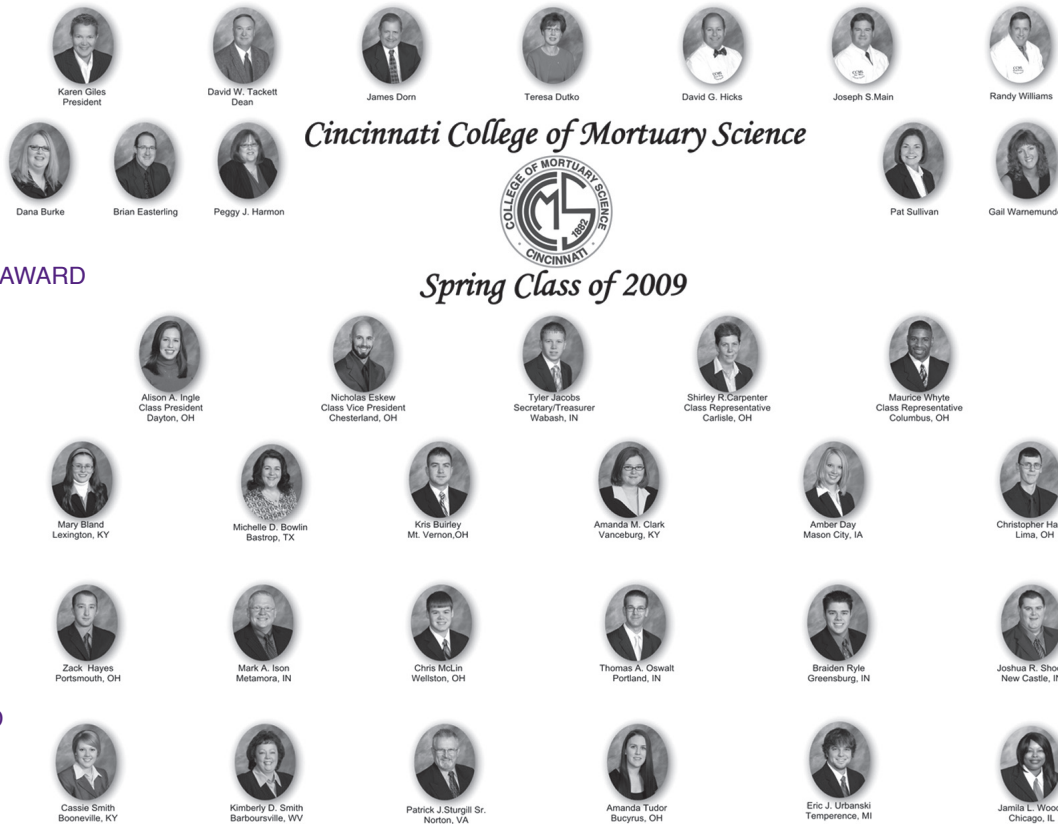 Karen Giles
President
David W. Tackett
Dean
James Dorn
Teresa Dutko
David G. Hicks
Joseph S.Main
Randy Williams
Cincinnati College of Mortuary Science
Dana Burke
Brian Easterling
Peggy J. Harmon
COLLEGE OF MORTUARY SCIENCE
CCMS
1882
· CINCINNATI ·
Pat Sullivan
Gail
AWARD
Spring Class of 2009
Alison A. Ingle
Class President
Dayton, OH
Nicholas Eskew
Class Vice President
Chesterland, OH
Tyler Jacobs
Secretary/Treasurer
Wabash, IN
Shirley R.Carpenter
Class Representative
Carlisle, OH
Maurice Whyte
Class Representative
Columbus, OH
Mary Bland
Lexington, KY
Michelle D. Bowlin
Bastrop, TX
Kris Buirley
Mt. Vernon,OH
Amanda M. Clark
Vanceburg, KY
Amber Day
Mason City, IA
Christopher
Lima, OH
Zack Hayes
Portsmouth, OH
Mark A. Ison
Metamora, IN
Chris McLin
Wellston, OH
Thomas A. Oswalt
Portland, IN
Braiden Ryle
Greensburg, IN
Joshua R.
New Castle,
Cassie Smith
Booneville, KY
Kimberly D. Smith
Barboursville, WV
Patrick J.Sturgill Sr.
Norton, VA
Amanda Tudor
Bucyrus, OH
Eric J. Urbanski
Temperence, MI
Jamila L.
Chicago, IL